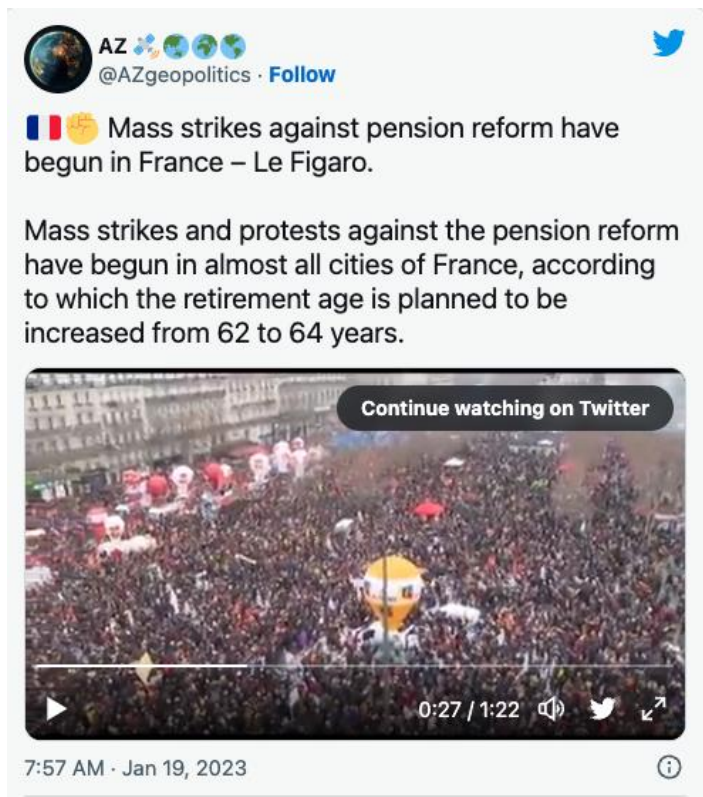 AZ 🛰️🌏🌍🌎
@AZgeopolitics · Follow
🇫🇷✊ Mass strikes against pension reform have
begun in France – Le Figaro.
Mass strikes and protests against the pension reform
have begun in almost all cities of France, according
to which the retirement age is planned to be
increased from 62 to 64 years.
Continue watching on Twitter
0:27 / 1:22
7:57 AM · Jan 19, 2023